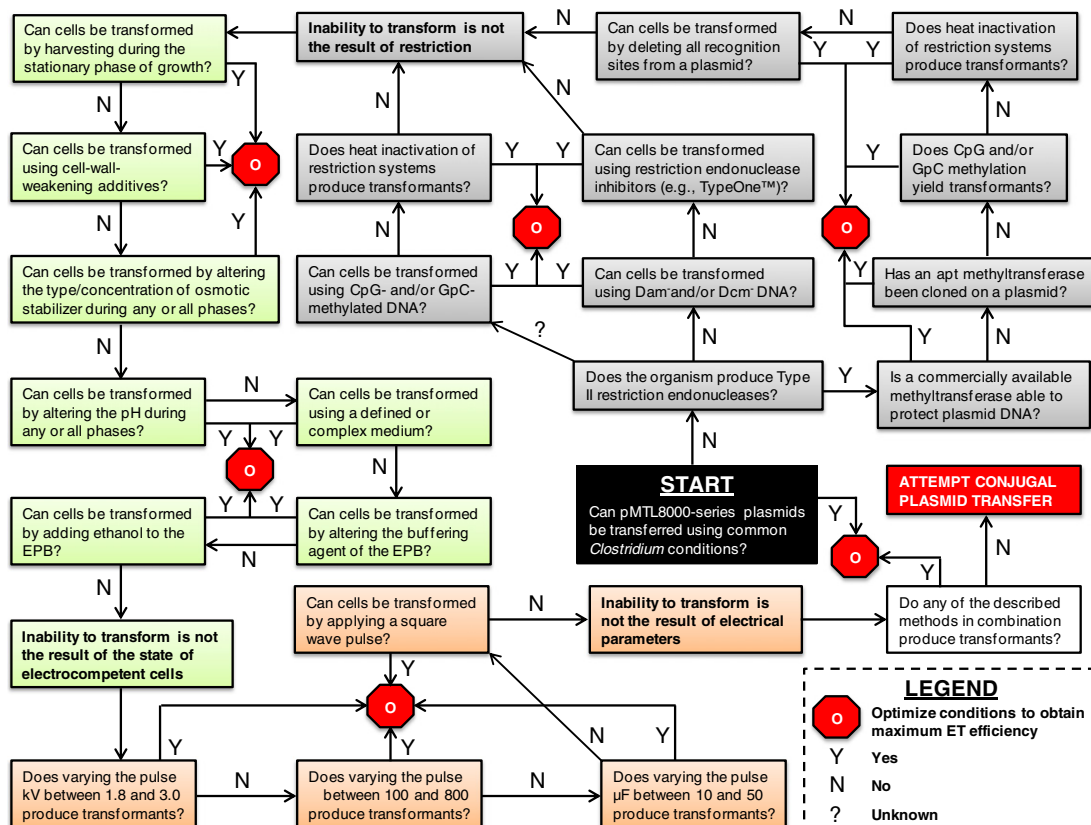 Can cells be transformed
by harvesting during the
stationary phase of growth?
Y
N
Inability to transform is not
the result of restriction
N
Can cells be transformed
by deleting all recognition
sites from a plasmid?
N
Y
Y
Does heat inactivation
of restriction systems
produce transformants?
N
N
N
Can cells be transformed
using cell-wall-
weakening additives?
Y
O
N
Y
Does heat inactivation of
restriction systems
produce transformants?
Y
Y
O
Can cells be transformed
using restriction endonuclease
inhibitors (e.g., TypeOne™)?
Y
O
Does CpG and/or
GpC methylation
yield transformants?
N
N
N
Can cells be transformed by altering
the type/concentration of osmotic
stabilizer during any or all phases?
N
Can cells be transformed
using CpG- and/or GpC-
methylated DNA?
Y
Y
Can cells be transformed
using Dam- and/or Dcm- DNA?
Y
Has an apt methyltransferase
been cloned on a plasmid?
?
N
Y
N
Does the organism produce Type
II restriction endonucleases?
Y
Is a commercially available
methyltransferase able to
protect plasmid DNA?
N
Can cells be transformed
by altering the pH during
any or all phases?
N
Y
Y
Can cells be transformed
using a defined or
complex medium?
O
N
Can cells be transformed
by adding ethanol to the
EPB?
Y
Y
N
Can cells be transformed
by altering the buffering
agent of the EPB?
N
START
Can pMTL8000-series plasmids
be transferred using common
Clostridium conditions?
Y
O
ATTEMPT CONJUGAL
PLASMID TRANSFER
Y
N
Inability to transform is not
the result of the state of
electrocompetent cells
Can cells be transformed
by applying a square
wave pulse?
N
Inability to transform is
not the result of electrical
parameters
Do any of the described
methods in combination
produce transformants?
Y
O
Y
Y
N
Y
Does varying the pulse
kV between 1.8 and 3.0
produce transformants?
N
Does varying the pulse
between 100 and 800
produce transformants?
N
Does varying the pulse
µF between 10 and 50
produce transformants?
LEGEND
O
Optimize conditions to obtain
maximum ET efficiency
Y
Yes
N
No
?
Unknown